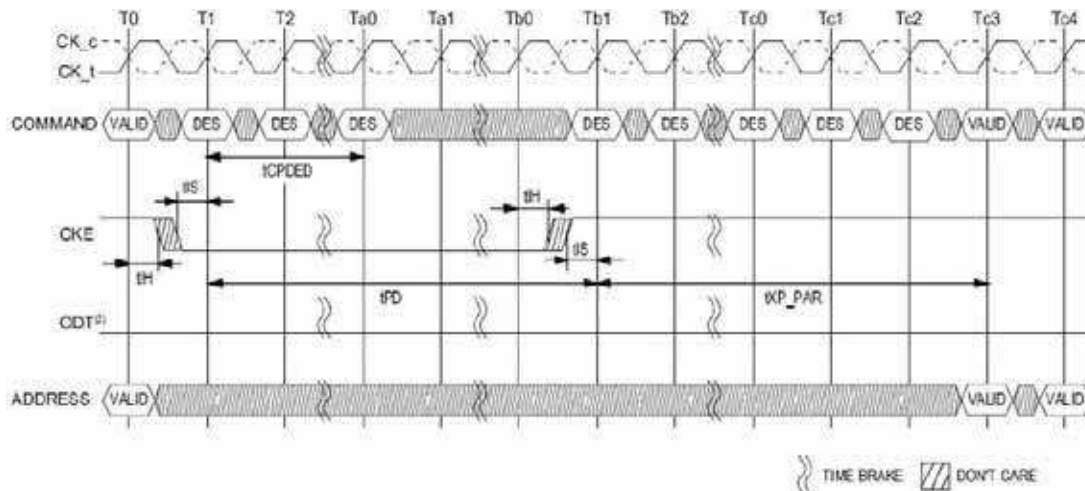 T0 T1 T2 Ta0 Ta1 Tb0 Tb1 Tb2 Tc0 Tc1 Tc2 Tc3 Tc4
CK_c
CK_t
COMMAND VALID DES DES DES DES DES DES DES DES VALID VALID
tCPDED
tIS
tIH
CKE
tIS
tIH
tPD
tXP_PAR
ODT(2)
ADDRESS VALID VALID VALID
TIME BRAKE DON'T CARE